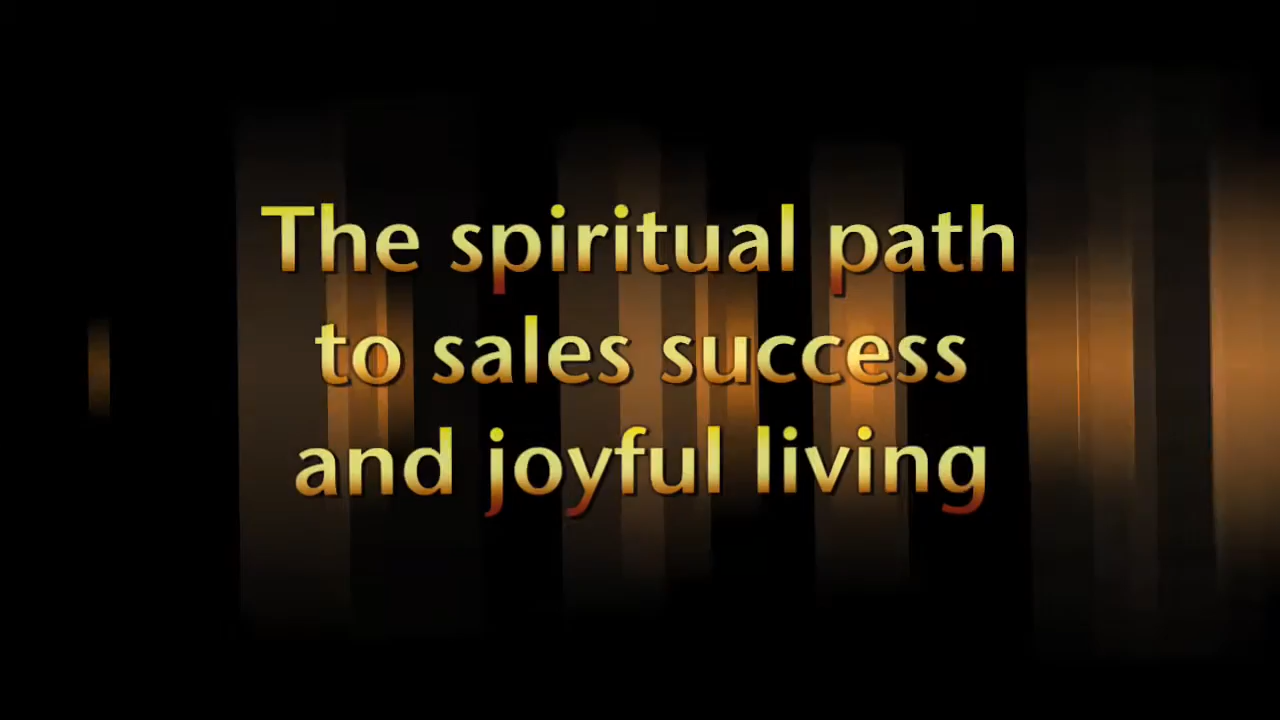 The spiritual path
to sales success
and joyful living